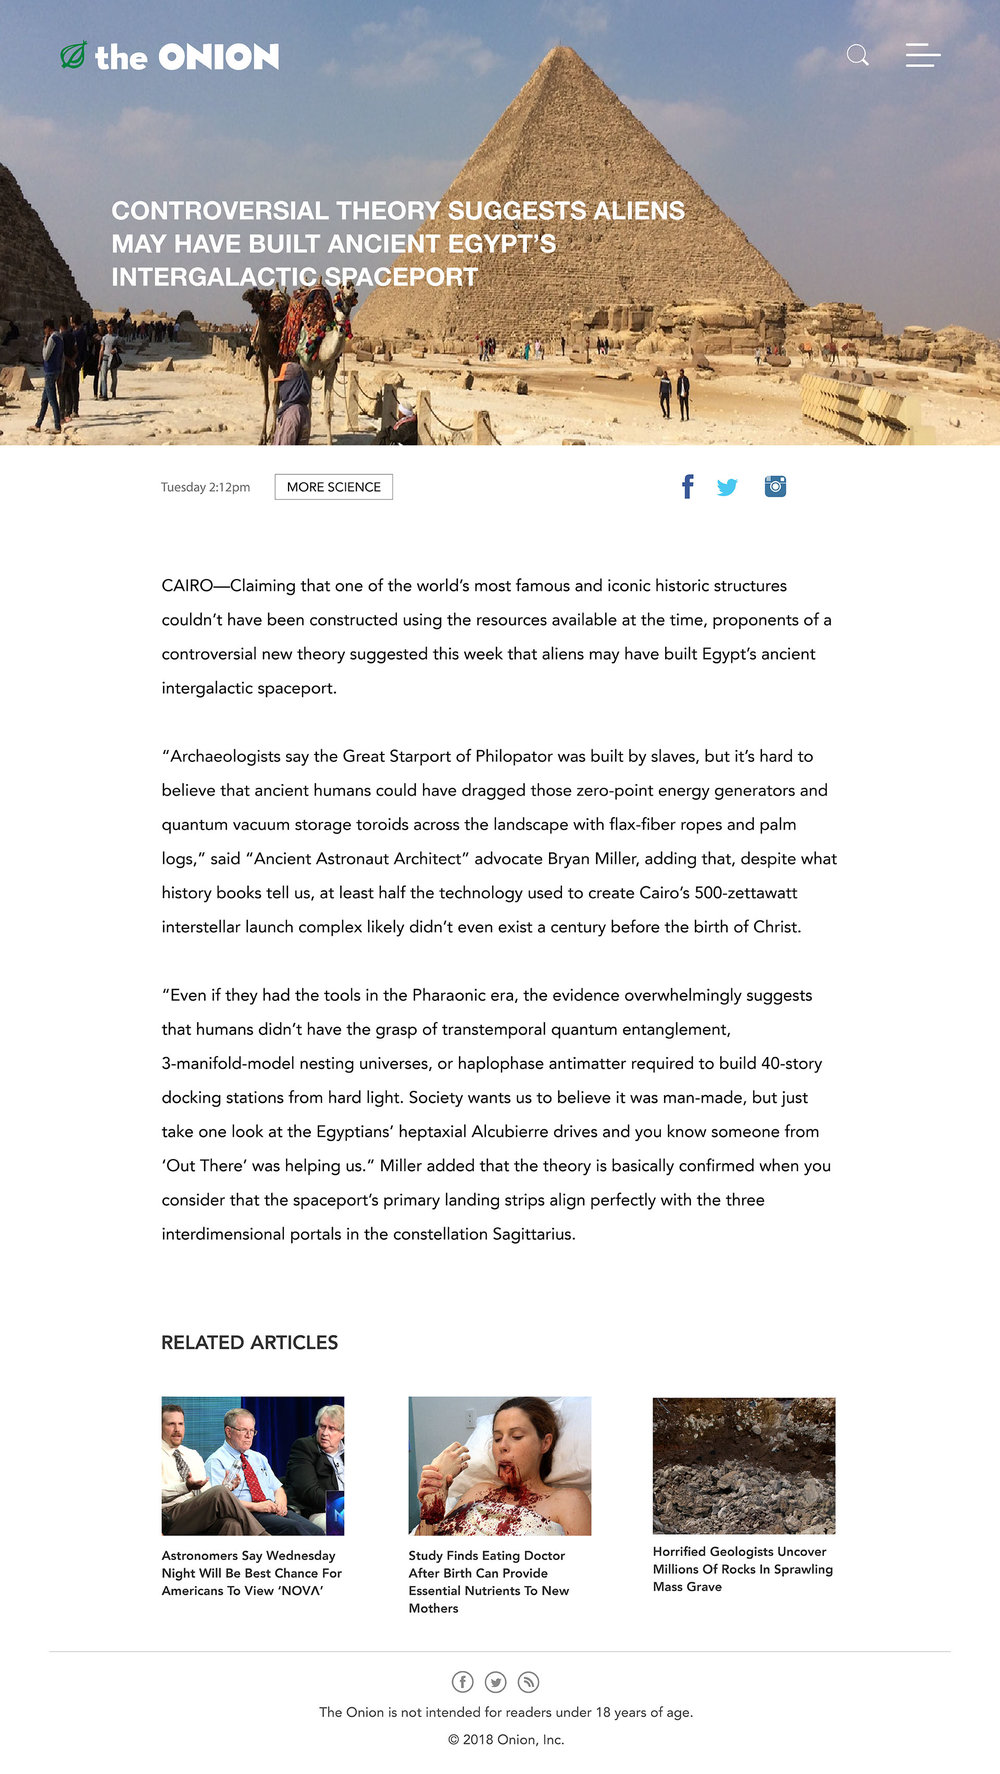 the ONION
CONTROVERSIAL THEORY SUGGESTS ALIENS
MAY HAVE BUILT ANCIENT EGYPT'S
INTERGALACTIC SPACEPORT
Tuesday 2:12pm
MORE SCIENCE
CAIRO—Claiming that one of the world's most famous and iconic historic structures
couldn't have been constructed using the resources available at the time, proponents of a
controversial new theory suggested this week that aliens may have built Egypt's ancient
intergalactic spaceport.
“Archaeologists say the Great Starport of Philopator was built by slaves, but it's hard to
believe that ancient humans could have dragged those zero-point energy generators and
quantum vacuum storage toroids across the landscape with flax-fiber ropes and palm
logs,” said “Ancient Astronaut Architect” advocate Bryan Miller, adding that, despite what
history books tell us, at least half the technology used to create Cairo's 500-zettawatt
interstellar launch complex likely didn't even exist a century before the birth of Christ.
“Even if they had the tools in the Pharaonic era, the evidence overwhelmingly suggests
that humans didn't have the grasp of transtemporal quantum entanglement,
3-manifold-model nesting universes, or haplophase antimatter required to build 40-story
docking stations from hard light. Society wants us to believe it was man-made, but just
take one look at the Egyptians' heptaxial Alcubierre drives and you know someone from
‘Out There’ was helping us.” Miller added that the theory is basically confirmed when you
consider that the spaceport's primary landing strips align perfectly with the three
interdimensional portals in the constellation Sagittarius.
RELATED ARTICLES
Astronomers Say Wednesday
Night Will Be Best Chance For
Americans To View ‘NOVA’
Study Finds Eating Doctor
After Birth Can Provide
Essential Nutrients To New
Mothers
Horrified Geologists Uncover
Millions Of Rocks In Sprawling
Mass Grave
The Onion is not intended for readers under 18 years of age.
© 2018 Onion, Inc.